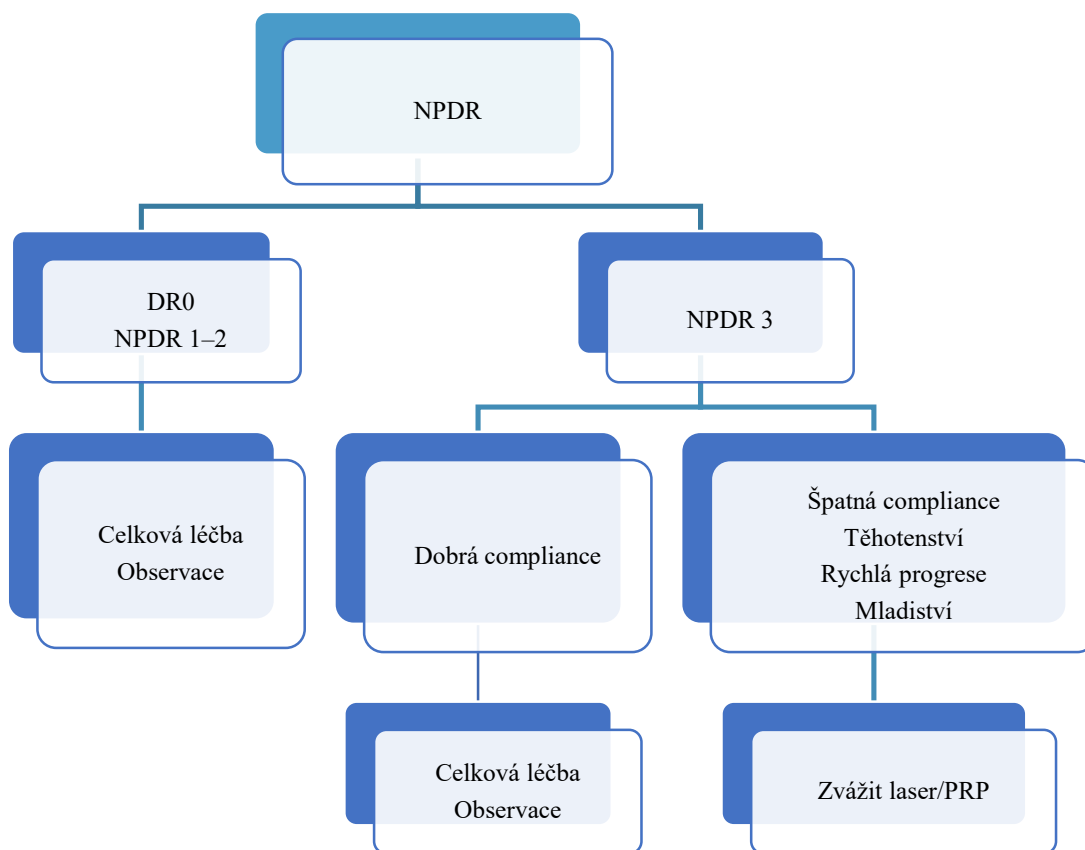 NPDR
DR0
NPDR 1–2
NPDR 3
Celková léčba
Observace
Dobrá compliance
Špatná compliance
Těhotenství
Rychlá progrese
Mladiství
Celková léčba
Observace
Zvážit laser/PRP